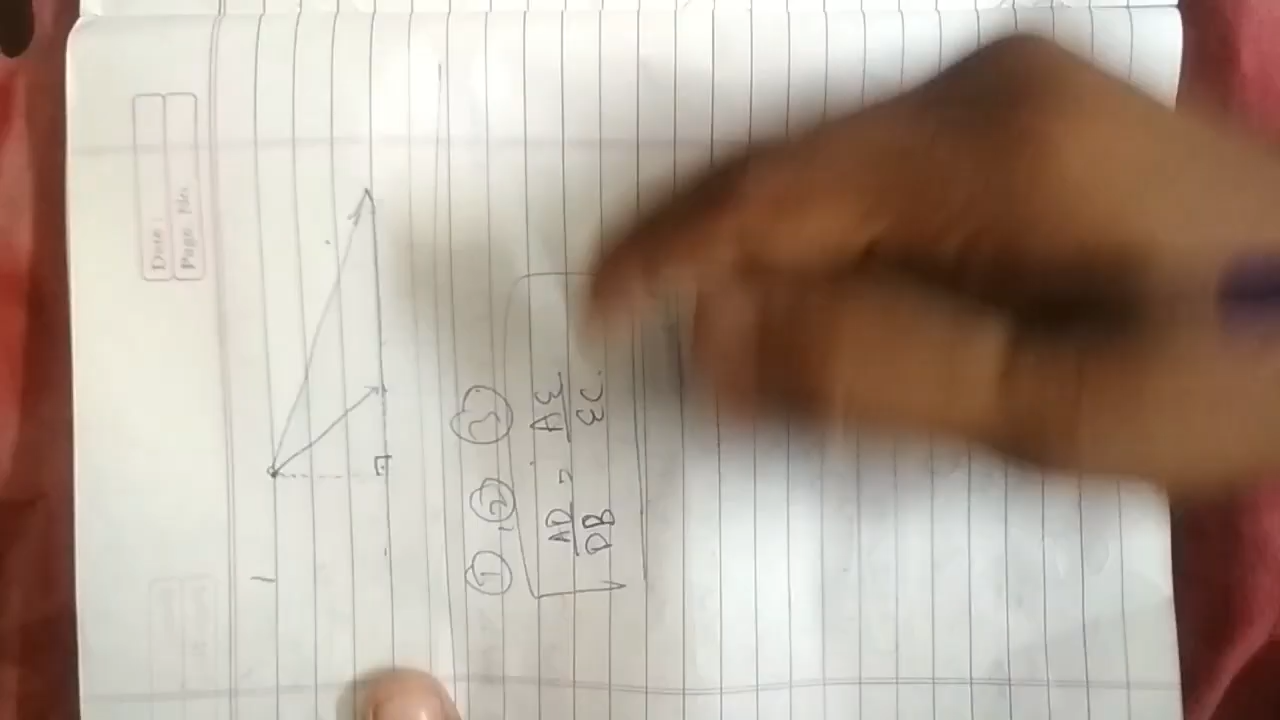 Date :
Page No.
① , ② ③
AD = AE
DB EC